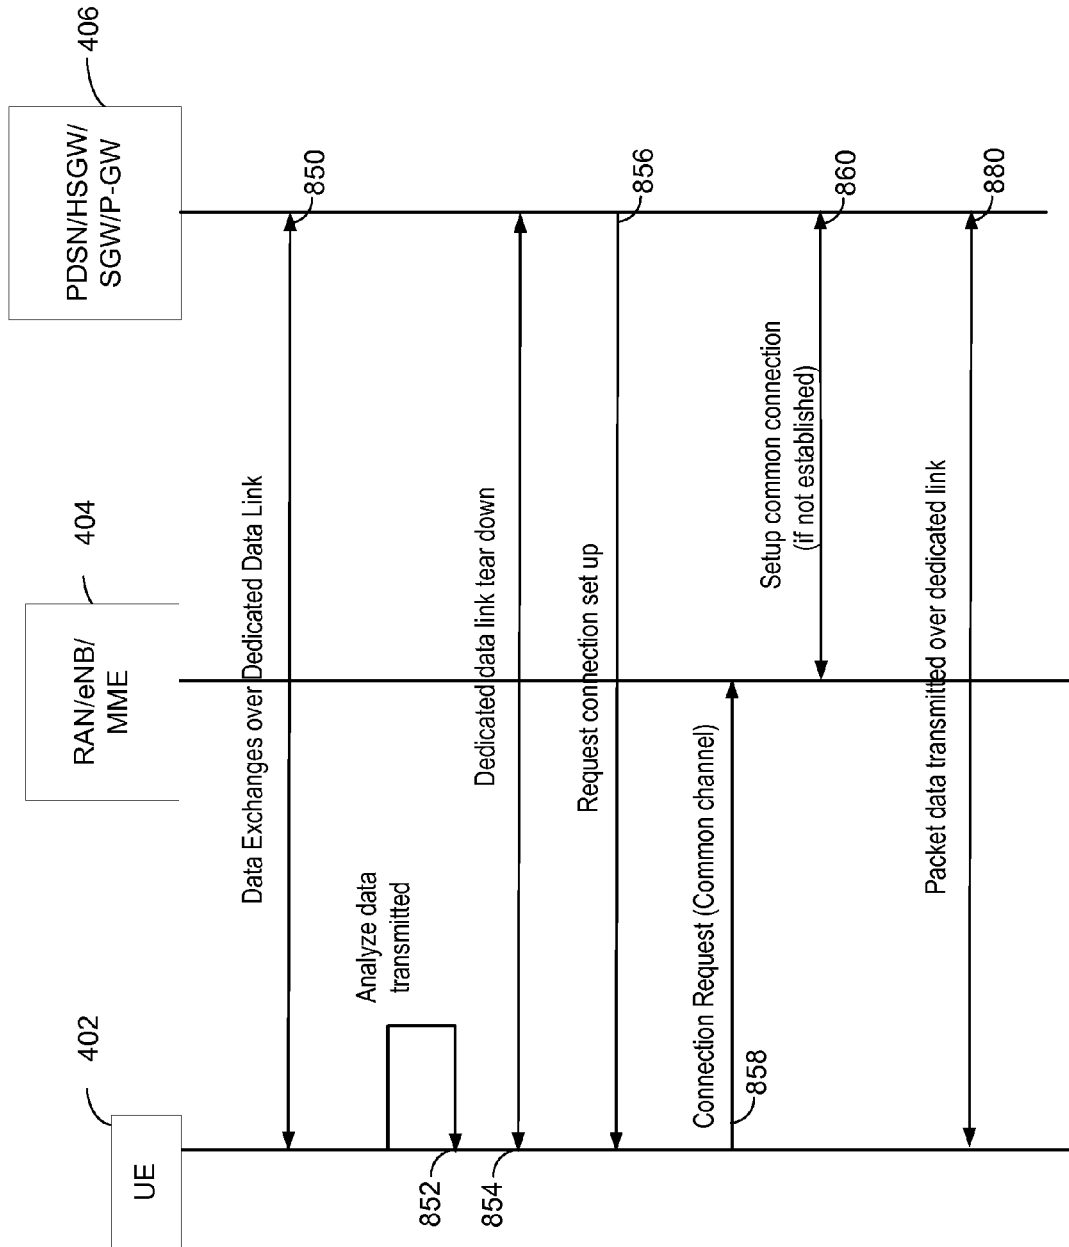 UE
402
RAN/eNB/
MME
404
PDSN/HSGW/
SGW/P-GW
406
Data Exchanges over Dedicated Data Link
850
Analyze data
transmitted
852
Dedicated data link tear down
854
Request connection set up
856
Connection Request (Common channel)
858
Setup common connection
(if not established)
860
Packet data transmitted over dedicated link
880